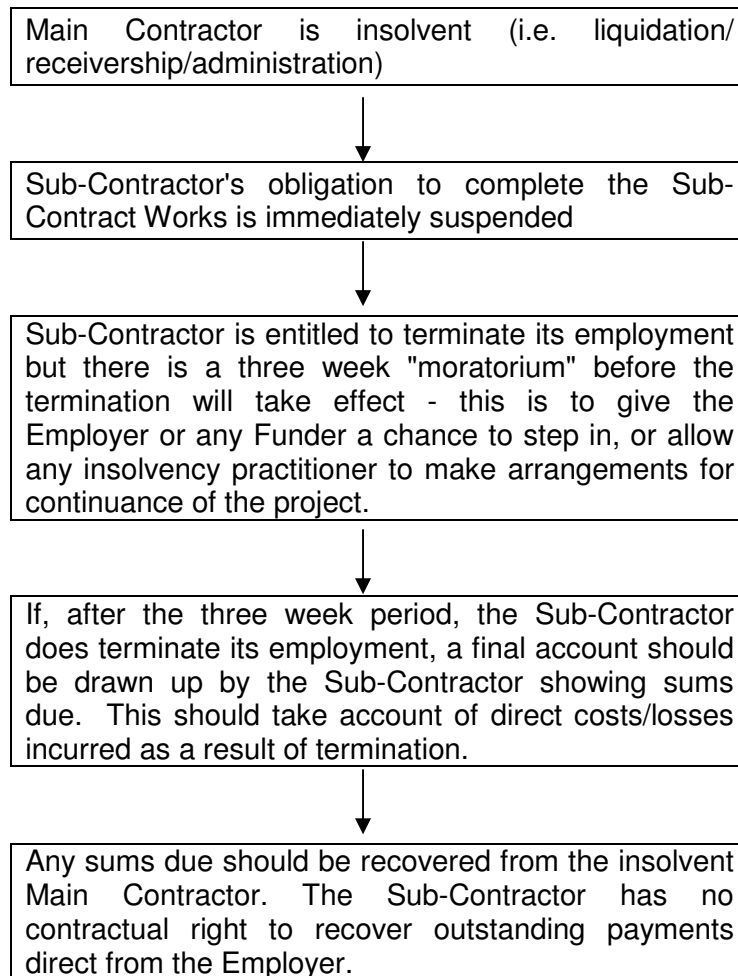 Main Contractor is insolvent (i.e. liquidation/
receivership/administration)
Sub-Contractor's obligation to complete the Sub-
Contract Works is immediately suspended
Sub-Contractor is entitled to terminate its employment
but there is a three week "moratorium" before the
termination will take effect - this is to give the
Employer or any Funder a chance to step in, or allow
any insolvency practitioner to make arrangements for
continuance of the project.
If, after the three week period, the Sub-Contractor
does terminate its employment, a final account should
be drawn up by the Sub-Contractor showing sums
due. This should take account of direct costs/losses
incurred as a result of termination.
Any sums due should be recovered from the insolvent
Main Contractor. The Sub-Contractor has no
contractual right to recover outstanding payments
direct from the Employer.